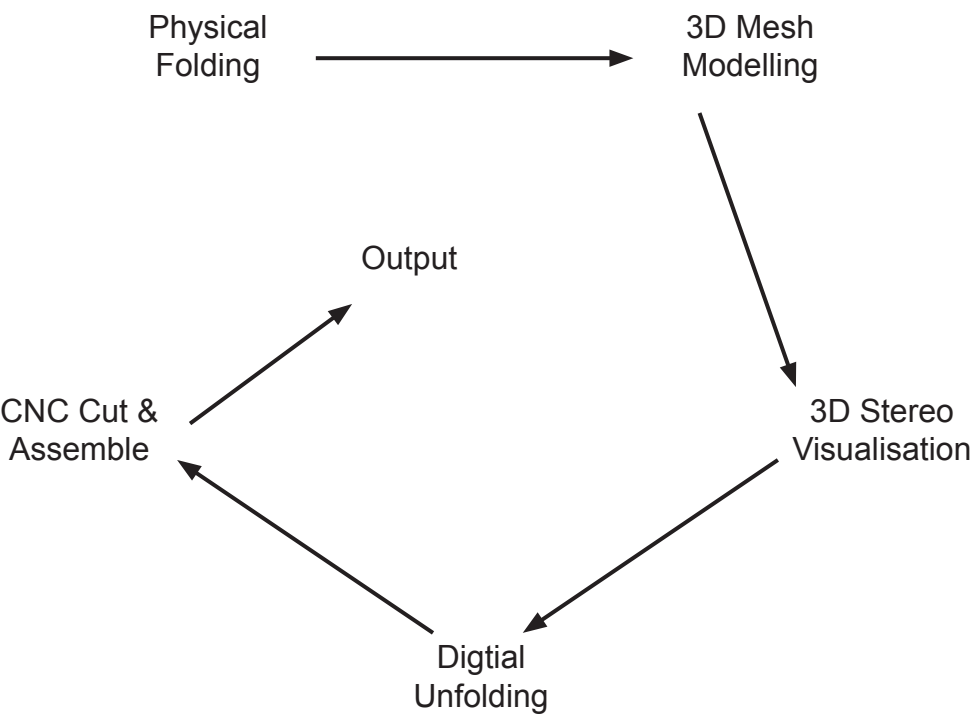 Physical
Folding
3D Mesh
Modelling
Output
CNC Cut &
Assemble
3D Stereo
Visualisation
Digtial
Unfolding